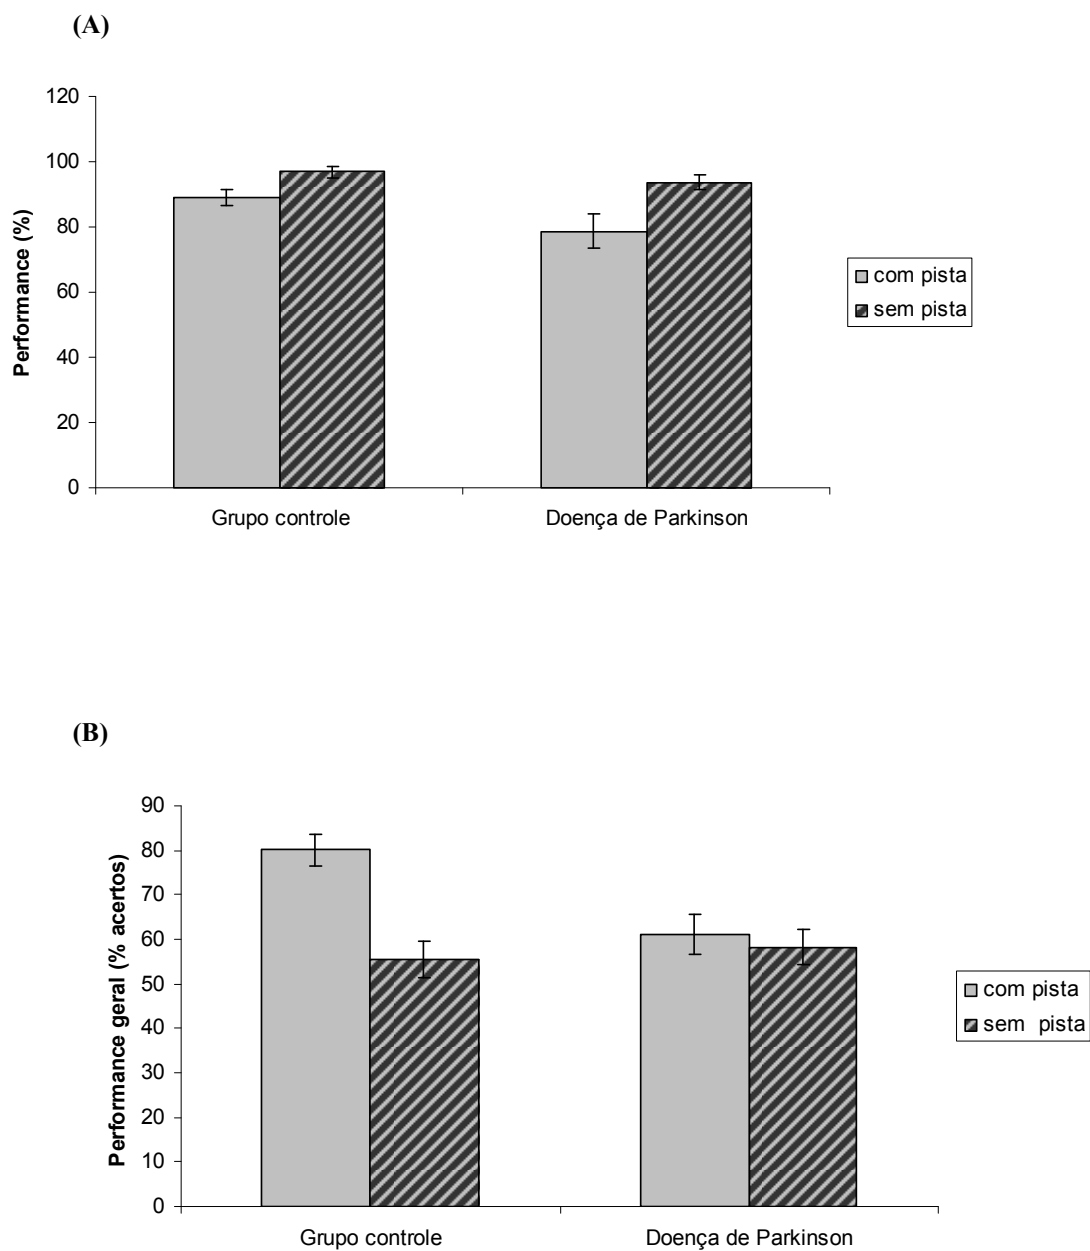 (A)
120
100
80
60
40
20
0
Performance (%)
Grupo controle
Doença de Parkinson
com pista
sem pista
(B)
90
80
70
60
50
40
30
20
10
0
Performance geral (% acertos)
Grupo controle
Doença de Parkinson
com pista
sem pista